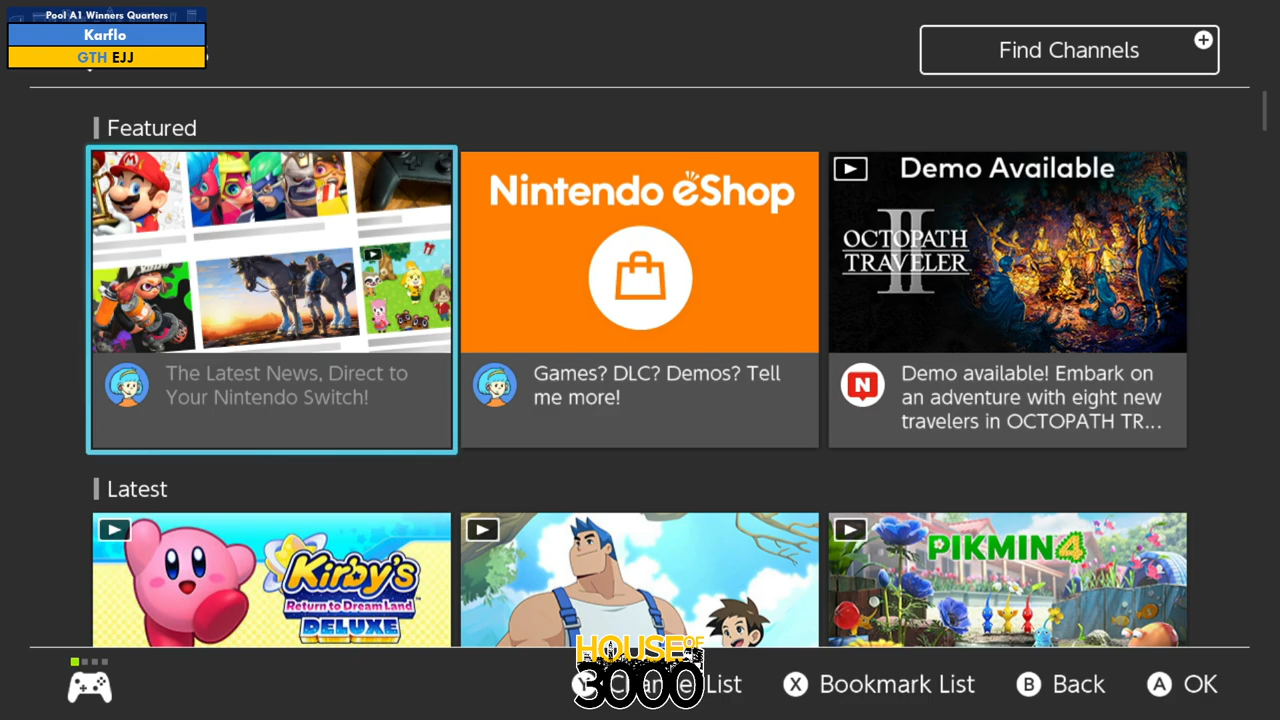 Pool A1 Winners Quarters
Karflo
GTH EJJ
Find Channels
Featured
Nintendo eShop
Demo Available
OCTOPATH
TRAVELER
II
The Latest News, Direct to
Your Nintendo Switch!
Games? DLC? Demos? Tell
me more!
N
Demo available! Embark on
an adventure with eight new
travelers in OCTOPATH TR...
Latest
Kirby's
Return to Dream Land
DELUXE
PIKMIN 4
HOUSE OF
3000
List
X Bookmark List
B Back
A OK